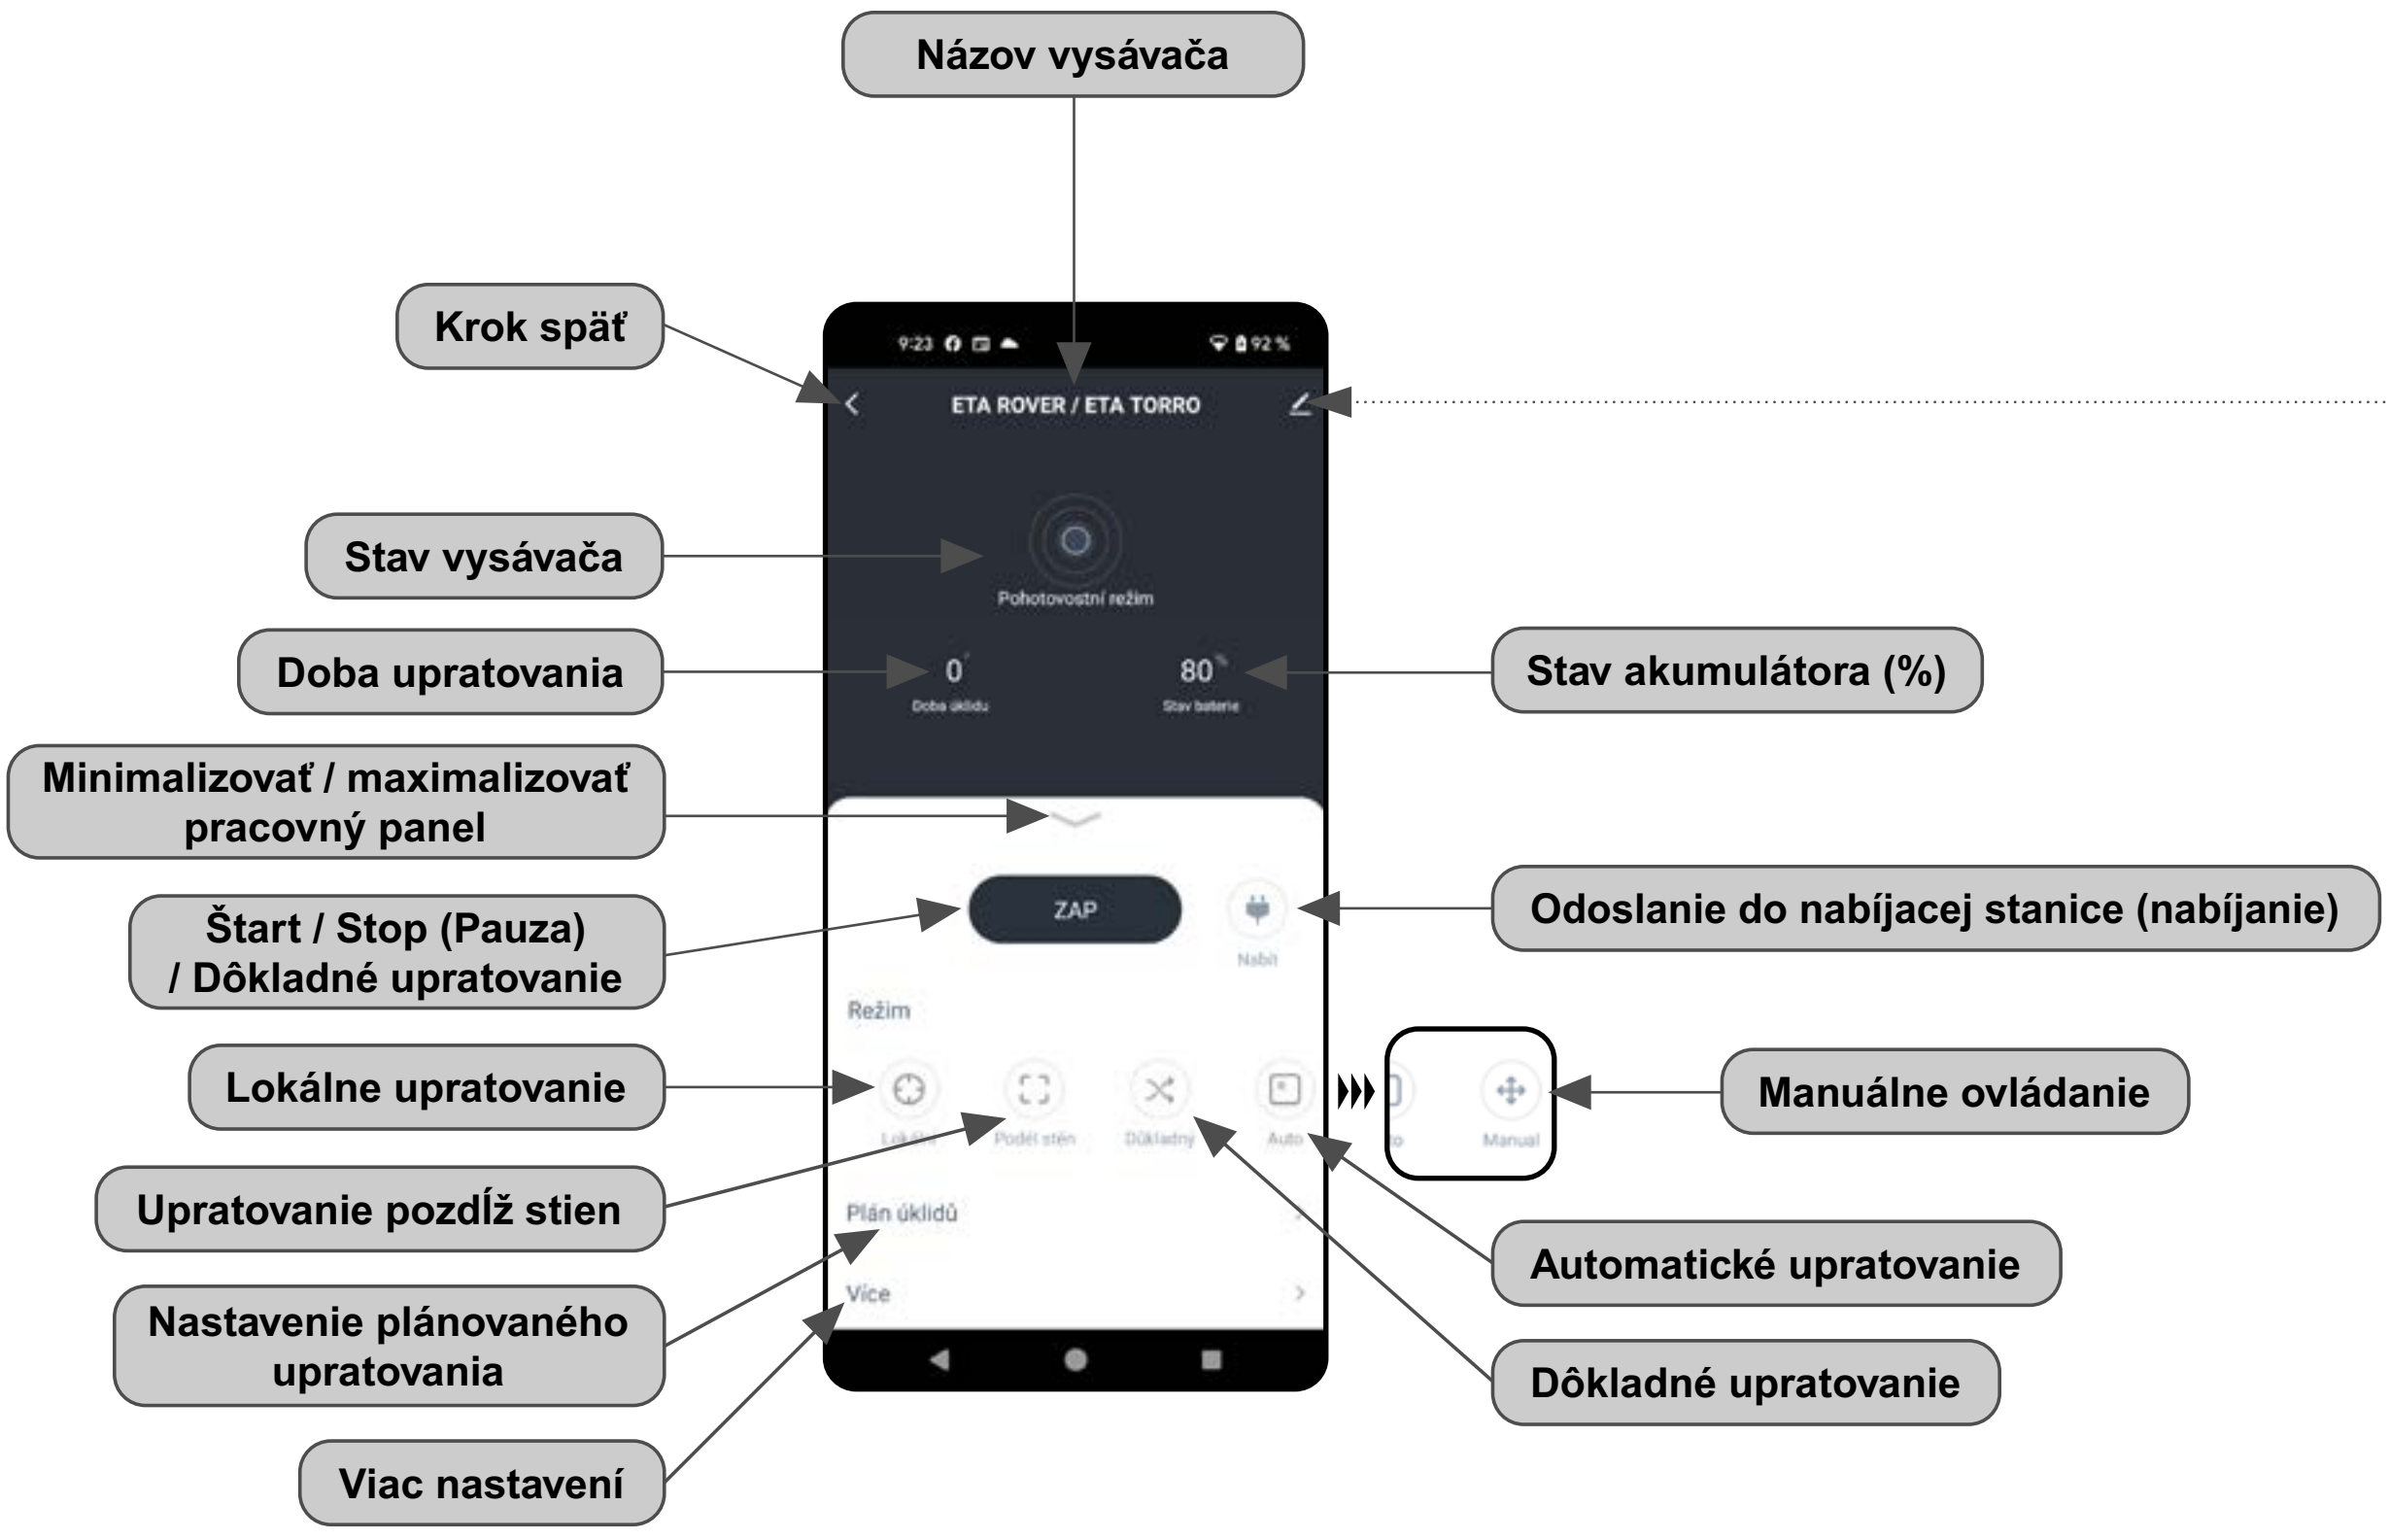 Názov vysávača
Krok späť
9:23
92 %
ETA ROVER / ETA TORRO
Stav vysávača
Pohotovostní režim
Doba upratovania
0
80 %
Stav akumulátora (%)
Doba úklidu
Stav baterie
Minimalizovať / maximalizovať
pracovný panel
Štart / Stop (Pauza)
/ Dôkladné upratovanie
ZAP
Odoslanie do nabíjacej stanice (nabíjanie)
Nabít
Režim
Lokálne upratovanie
Manuálne ovládanie
Lokální
Podél stěn
Důkladný
Auto
to
Manual
Upratovanie pozdĺž stien
Plán úklidů
Automatické upratovanie
Nastavenie plánovaného
upratovania
Více
Dôkladné upratovanie
Viac nastavení